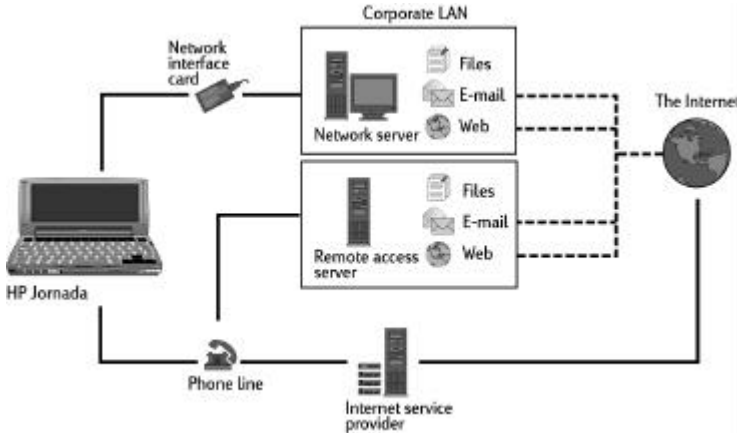 Corporate LAN
Network
interface
card
Files
E-mail
Web
Network server
The Internet
Files
E-mail
Web
Remote access
server
HP Jornada
Phone line
Internet service
provider